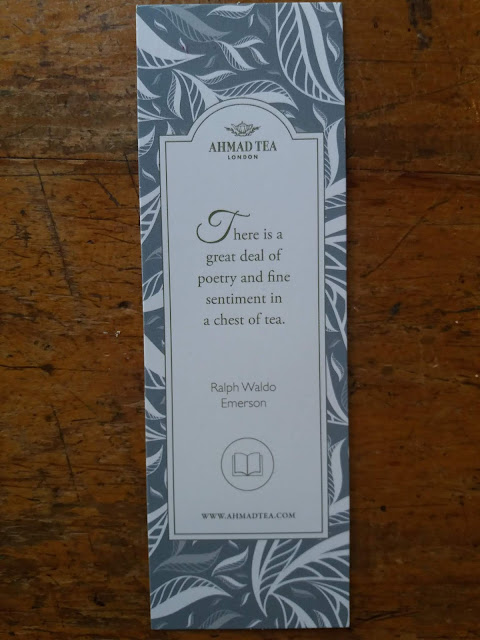 AHMAD TEA
LONDON
There is a
great deal of
poetry and fine
sentiment in
a chest of tea.
Ralph Waldo
Emerson
WWW.AHMADTEA.COM